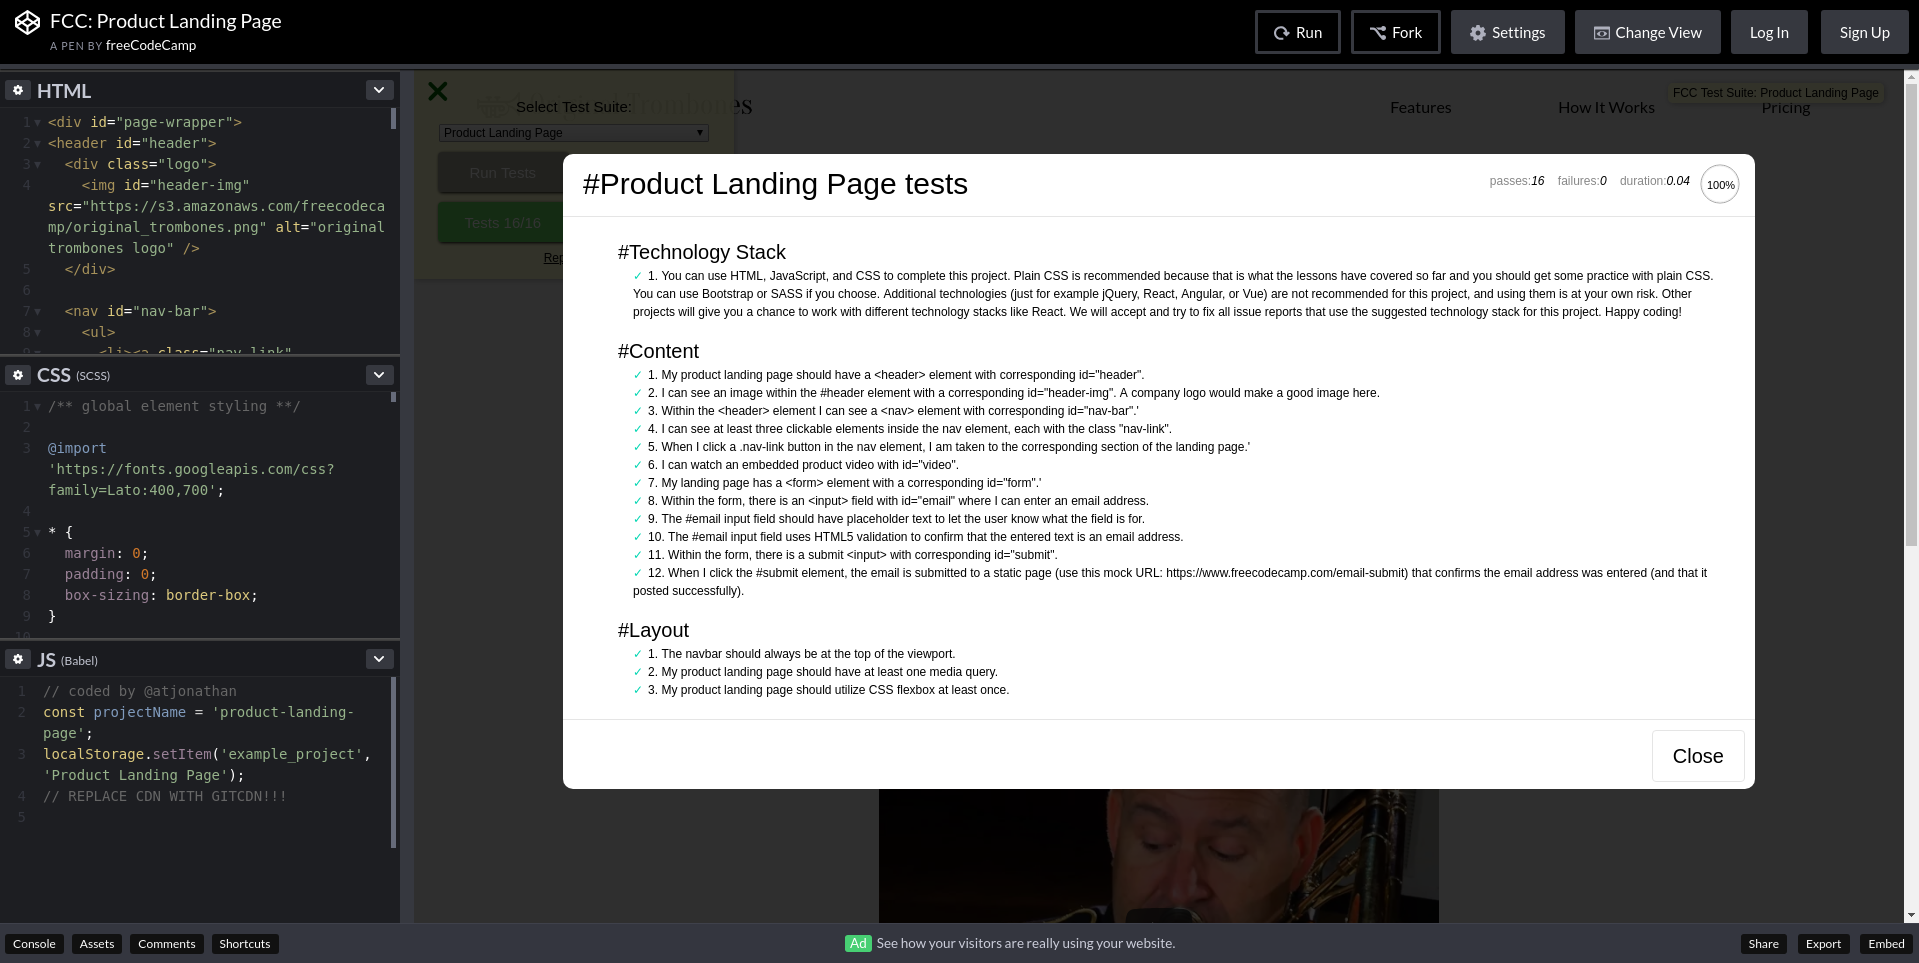 FCC: Product Landing Page
A PEN BY freeCodeCamp
Run
Fork
Settings
Change View
Log In
Sign Up
HTML
1 <div id="page-wrapper">
2 <header id="header">
3 <div class="logo">
4 <img id="header-img"
src="https://s3.amazonaws.com/freecodeca
mp/original_trombones.png" alt="original
trombones logo" />
5 </div>
6
7 <nav id="nav-bar">
8 <ul>
9 <li><a class="nav-link"
CSS (SCSS)
1 /** global element styling **/
2
3 @import
'https://fonts.googleapis.com/css?
family=Lato:400,700';
4
5 * {
6 margin: 0;
7 padding: 0;
8 box-sizing: border-box;
9 }
10
JS (Babel)
1 // coded by @atjonathan
2 const projectName = 'product-landing-
page';
3 localStorage.setItem('example_project',
'Product Landing Page');
4 // REPLACE CDN WITH GITCDN!!!
5
Select Test Suite:
Product Landing Page
Run Tests
Tests 16/16
Trombones
Features
How It Works
Pricing
FCC Test Suite: Product Landing Page
#Product Landing Page tests
passes:16 failures:0 duration:0.04 100%
#Technology Stack
✓ 1. You can use HTML, JavaScript, and CSS to complete this project. Plain CSS is recommended because that is what the lessons have covered so far and you should get some practice with plain CSS.
You can use Bootstrap or SASS if you choose. Additional technologies (just for example jQuery, React, Angular, or Vue) are not recommended for this project, and using them is at your own risk. Other
projects will give you a chance to work with different technology stacks like React. We will accept and try to fix all issue reports that use the suggested technology stack for this project. Happy coding!
#Content
✓ 1. My product landing page should have a <header> element with corresponding id="header".
✓ 2. I can see an image within the #header element with a corresponding id="header-img". A company logo would make a good image here.
✓ 3. Within the <header> element I can see a <nav> element with corresponding id="nav-bar".'
✓ 4. I can see at least three clickable elements inside the nav element, each with the class "nav-link".
✓ 5. When I click a .nav-link button in the nav element, I am taken to the corresponding section of the landing page.'
✓ 6. I can watch an embedded product video with id="video".
✓ 7. My landing page has a <form> element with a corresponding id="form".'
✓ 8. Within the form, there is an <input> field with id="email" where I can enter an email address.
✓ 9. The #email input field should have placeholder text to let the user know what the field is for.
✓ 10. The #email input field uses HTML5 validation to confirm that the entered text is an email address.
✓ 11. Within the form, there is a submit <input> with corresponding id="submit".
✓ 12. When I click the #submit element, the email is submitted to a static page (use this mock URL: https://www.freecodecamp.com/email-submit) that confirms the email address was entered (and that it
posted successfully).
#Layout
✓ 1. The navbar should always be at the top of the viewport.
✓ 2. My product landing page should have at least one media query.
✓ 3. My product landing page should utilize CSS flexbox at least once.
Close
Console
Assets
Comments
Shortcuts
Ad See how your visitors are really using your website.
Share
Export
Embed